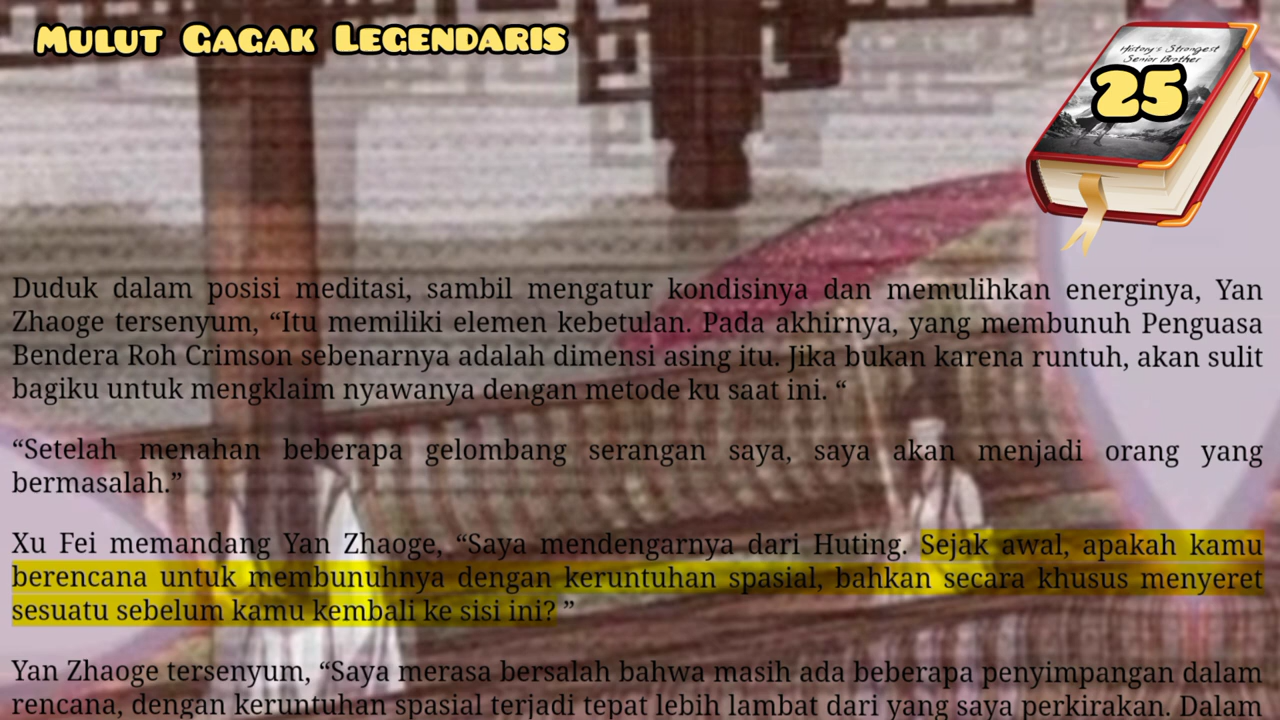 Mulut Gagak Legendaris
History's Strongest
Senior Brother
25
Duduk dalam posisi meditasi, sambil mengatur kondisinya dan memulihkan energinya, Yan
Zhaoge tersenyum, “Itu memiliki elemen kebetulan. Pada akhirnya, yang membunuh Penguasa
Bendera Roh Crimson sebenarnya adalah dimensi asing itu. Jika bukan karena runtuh, akan sulit
bagiku untuk mengklaim nyawanya dengan metode ku saat ini. “
“Setelah menahan beberapa gelombang serangan saya, saya akan menjadi orang yang
bermasalah.”
Xu Fei memandang Yan Zhaoge, “Saya mendengarnya dari Huting. Sejak awal, apakah kamu
berencana untuk membunuhnya dengan keruntuhan spasial, bahkan secara khusus menyeret
sesuatu sebelum kamu kembali ke sisi ini? ”
Yan Zhaoge tersenyum, “Saya merasa bersalah bahwa masih ada beberapa penyimpangan dalam
rencana, dengan keruntuhan spasial terjadi tepat lebih lambat dari yang saya perkirakan. Dalam